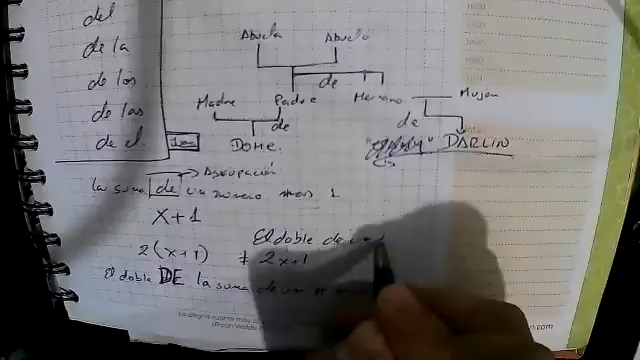 del
de la
de los
de las
de el
Abuela Abuelo
de
Madre Padre Hermano Mujer
de de
DOME. DARLIN
Agrupación
la suma de un número más 1
x+1
2(x+1) ≠ 2x+1
El doble de un
El doble DE la suma de un